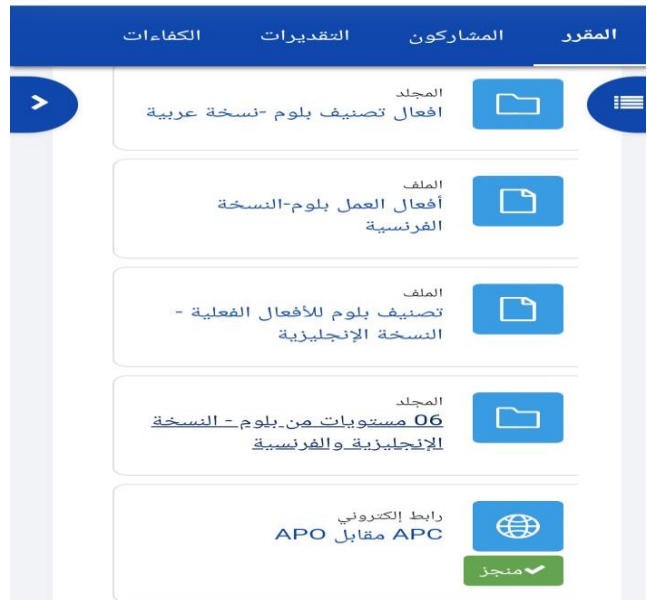 المقرر المشاركون التقديرات الكفاءات
المجلد
افعال تصنيف بلوم -نسخة عربية
الملف
أفعال العمل بلوم-النسخة
الفرنسية
الملف
تصنيف بلوم للأفعال الفعلية -
النسخة الإنجليزية
المجلد
06 مستويات من بلوم - النسخة
الإنجليزية والفرنسية
رابط إلكتروني
APC مقابل APO
منجز